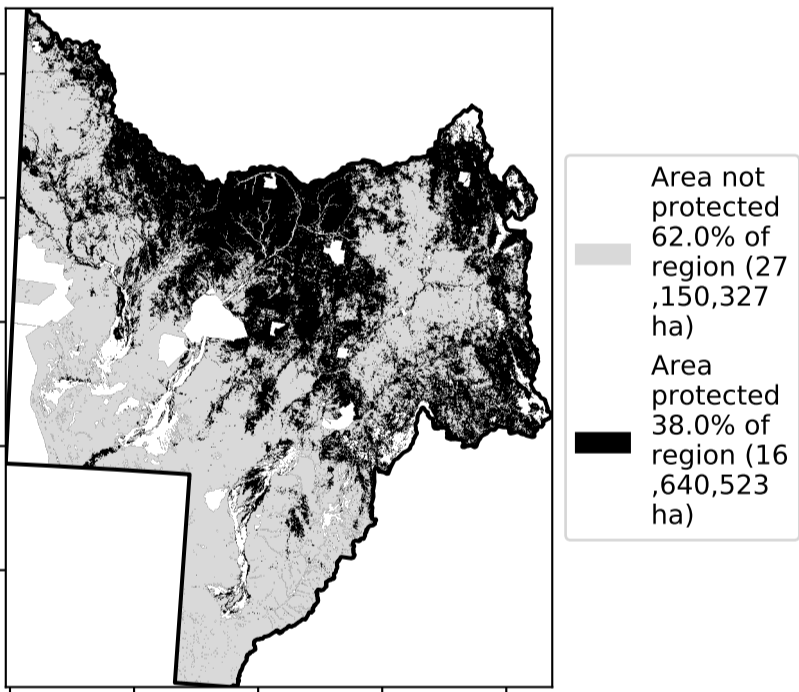 Area not
protected
62.0% of
region (27
,150,327
ha)
Area
protected
38.0% of
region (16
,640,523
ha)